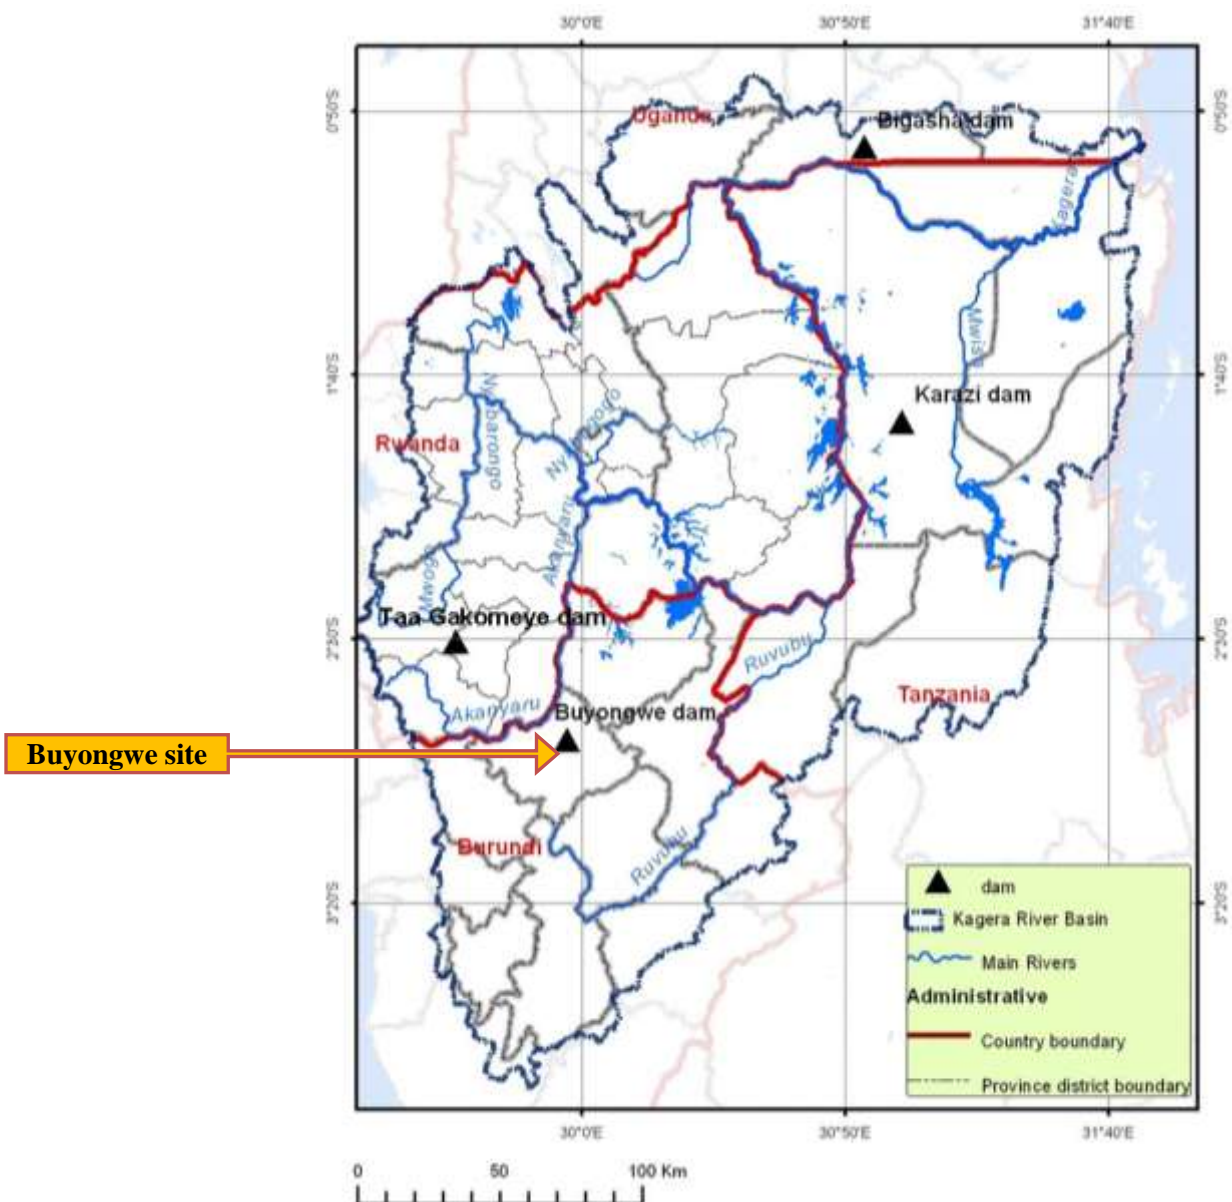 30°0'E 30°50'E 31°40'E
0°50'S 0°50'S
Uganda
Bigasha dam
Kagera
Mwisa
1°40'S 1°40'S
Karazi dam
Rwanda
Nyabarongo
Akanyaru
Taa Gakomeye dam
2°30'S 2°30'S
Ruvubu
Tanzania
Akanyaru
Buyongwe dam
Buyongwe site
Burundi
Ruvubu
3°20'S 3°20'S
dam
Kagera River Basin
Main Rivers
Administrative
Country boundary
Province district boundary
30°0'E 30°50'E 31°40'E
0 50 100 Km